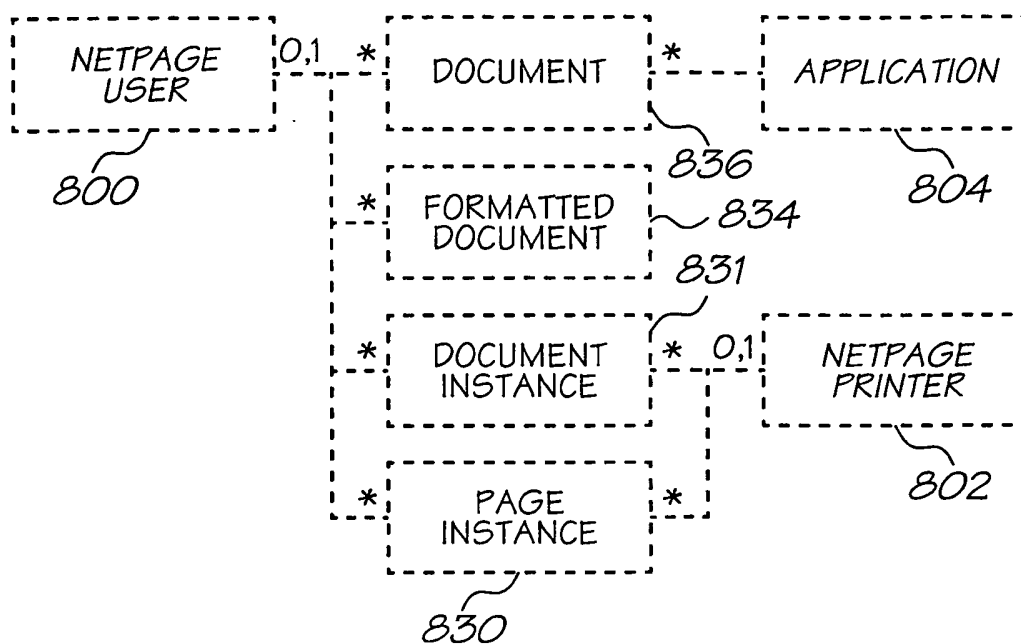 NETPAGE
USER
0,1
*
DOCUMENT
*
APPLICATION
800
836
804
*
FORMATTED
DOCUMENT
834
831
*
DOCUMENT
INSTANCE
*
0,1
NETPAGE
PRINTER
802
*
PAGE
INSTANCE
*
830